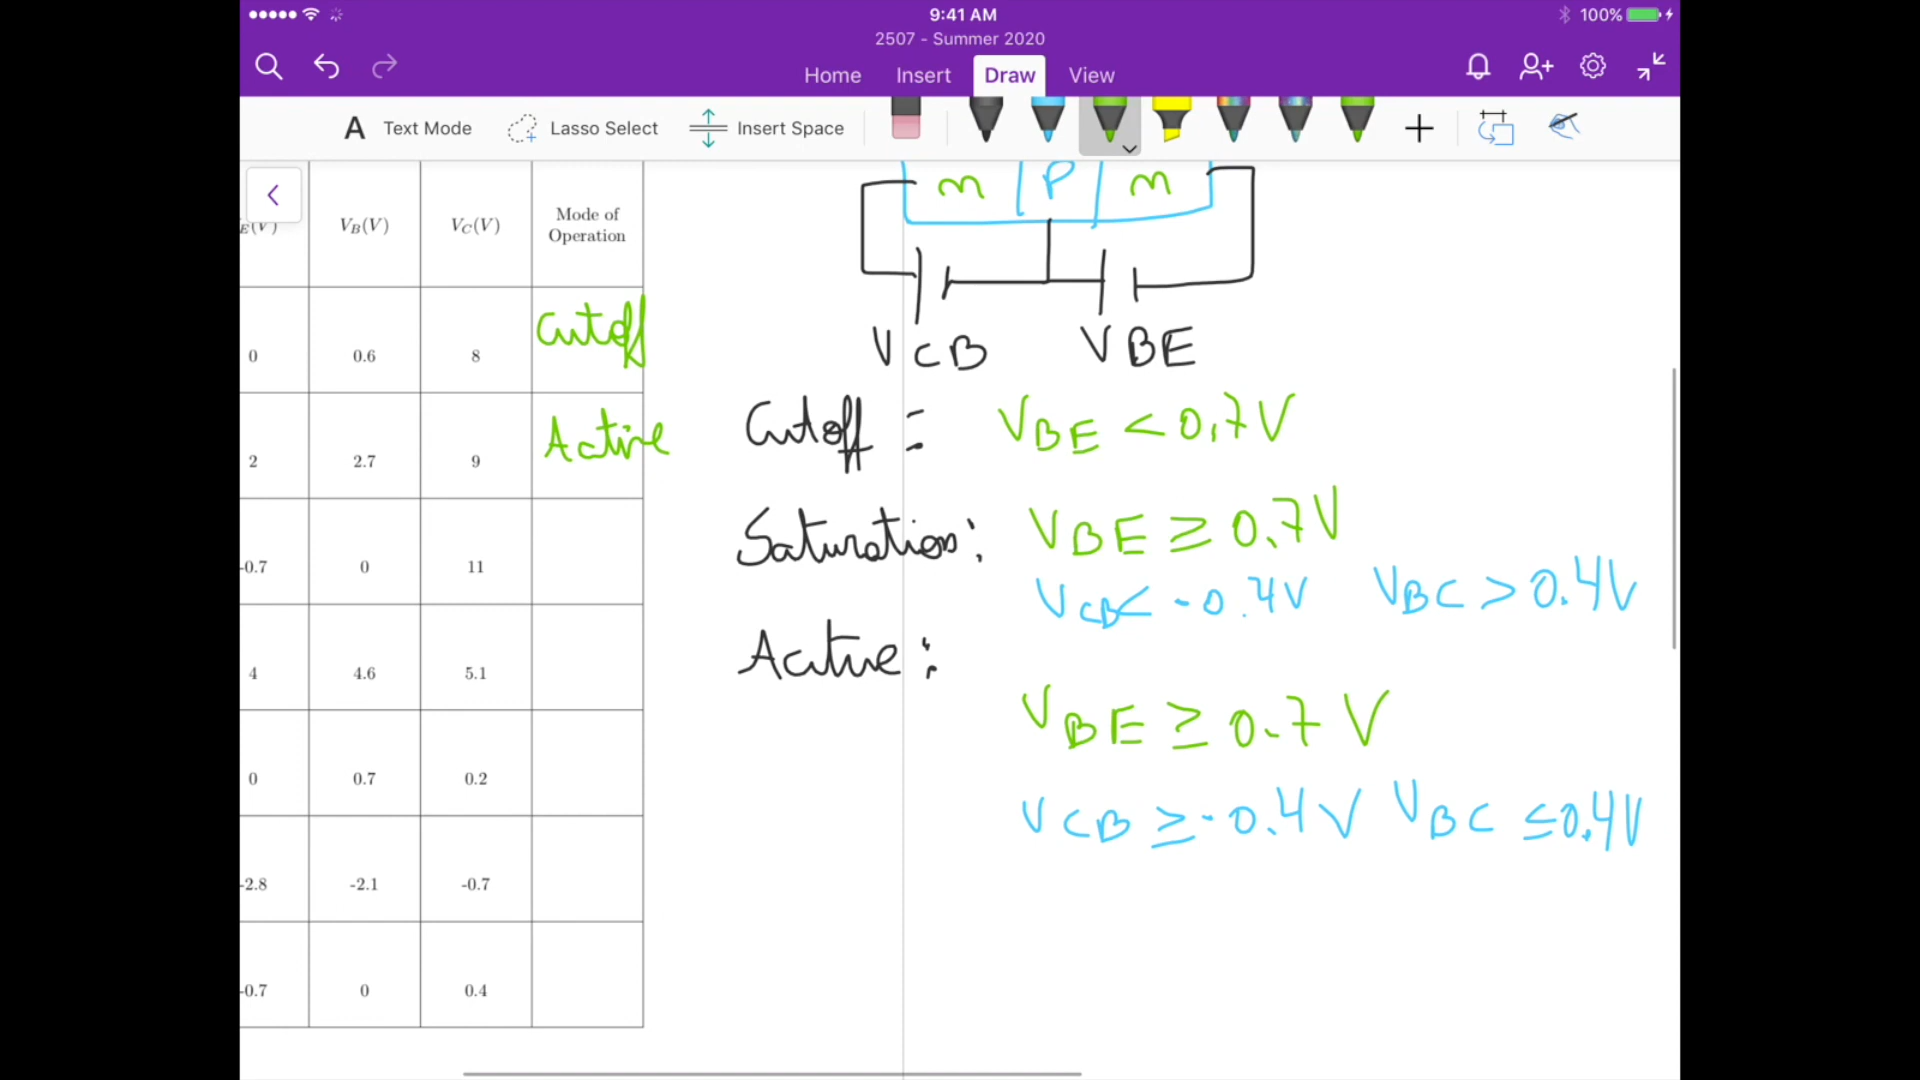 9:41 AM
100%
2507 - Summer 2020
Home Insert Draw View
A Text Mode Lasso Select Insert Space
E(V) VB(V) VC(V) Mode of
Operation
0 0.6 8 Cutoff
2 2.7 9 Active
-0.7 0 11
4 4.6 5.1
0 0.7 0.2
-2.8 -2.1 -0.7
-0.7 0 0.4
n P n
VCB VBE
Cutoff : VBE < 0.7V
Saturation: VBE ≥ 0.7V
VCB < -0.4V VBC > 0.4V
Active:
VBE ≥ 0.7 V
VCB ≥ -0.4 V VBC ≤ 0.4V